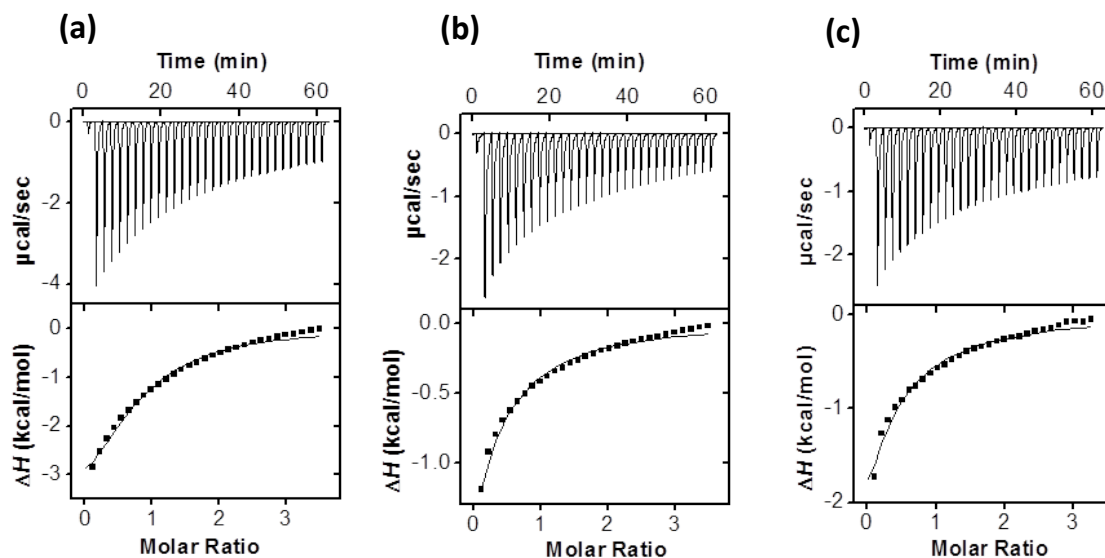 (a)
Time (min)
0 20 40 60
0
-2
-4
µcal/sec
0
-1
-2
-3
ΔH (kcal/mol)
0 1 2 3
Molar Ratio
(b)
Time (min)
0 20 40 60
0
-1
-2
µcal/sec
0.0
-0.5
-1.0
ΔH (kcal/mol)
0 1 2 3
Molar Ratio
(c)
Time (min)
0 20 40 60
0
-1
-2
µcal/sec
0
-1
-2
ΔH (kcal/mol)
0 1 2 3
Molar Ratio